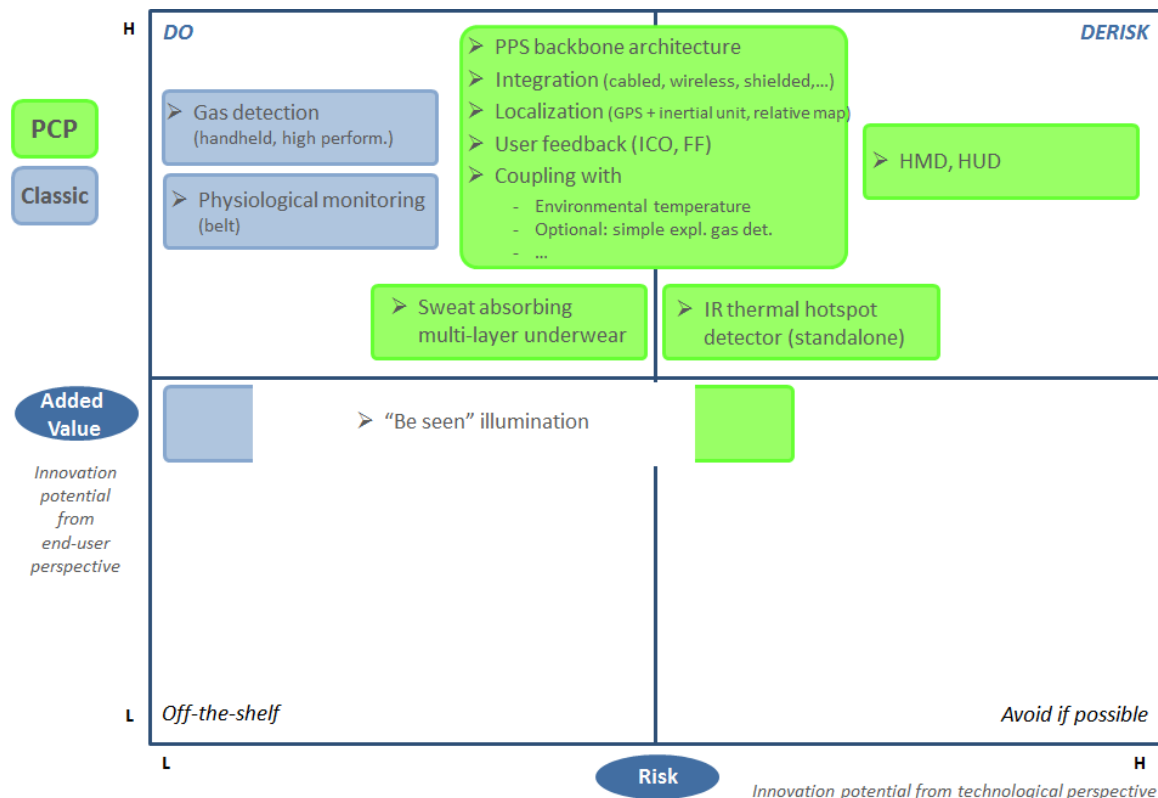 H
DO
DERISK
PCP
Classic
➢ Gas detection
(handheld, high perform.)
➢ Physiological monitoring
(belt)
➢ PPS backbone architecture
➢ Integration (cabled, wireless, shielded,...)
➢ Localization (GPS + inertial unit, relative map)
➢ User feedback (ICO, FF)
➢ Coupling with
- Environmental temperature
- Optional: simple expl. gas det.
- ...
➢ HMD, HUD
➢ Sweat absorbing
multi-layer underwear
➢ IR thermal hotspot
detector (standalone)
Added
Value
Innovation
potential
from
end-user
perspective
➢ “Be seen” illumination
L
Off-the-shelf
Avoid if possible
L
Risk
H
Innovation potential from technological perspective